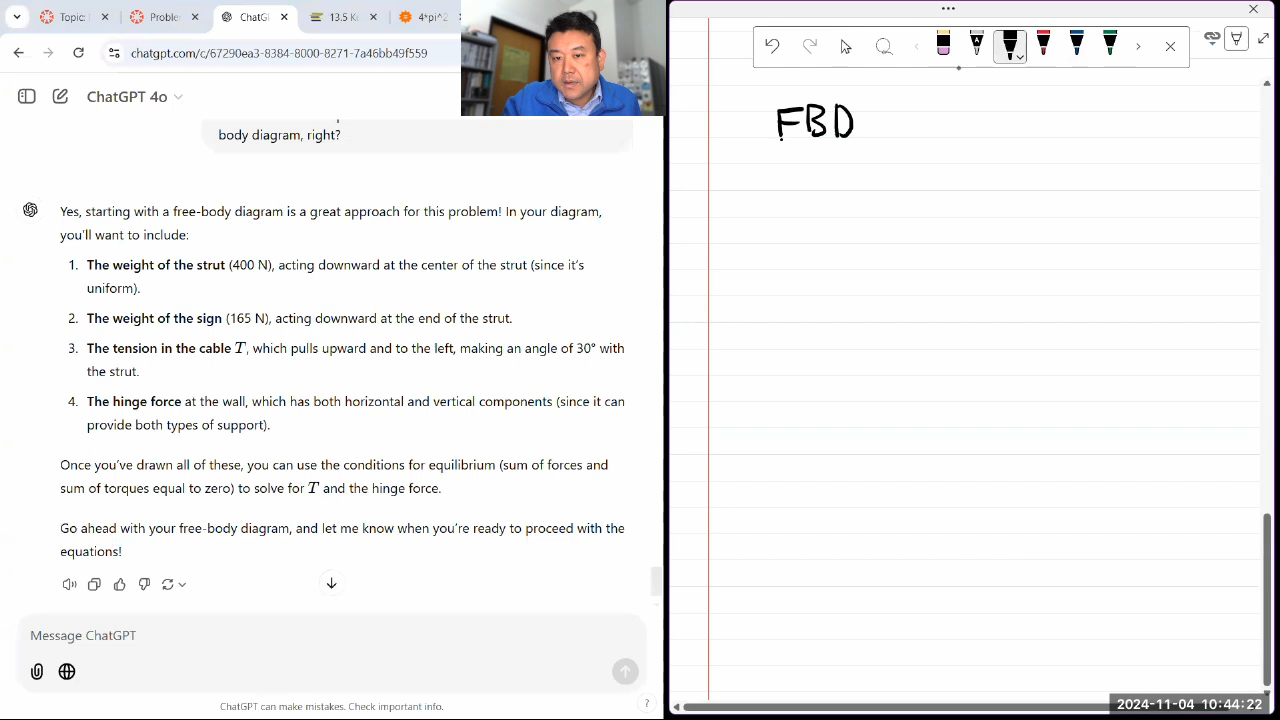 Topic:
Proble
ChatGl
13.5 Ki
4*pi^2
chatgpt.com/c/672900a3-
ChatGPT 4o
body diagram, right?
Yes, starting with a free-body diagram is a great approach for this problem! In your diagram,
you'll want to include:
1. The weight of the strut (400 N), acting downward at the center of the strut (since it's
uniform).
2. The weight of the sign (165 N), acting downward at the end of the strut.
3. The tension in the cable T, which pulls upward and to the left, making an angle of 30° with
the strut.
4. The hinge force at the wall, which has both horizontal and vertical components (since it can
provide both types of support).
Once you've drawn all of these, you can use the conditions for equilibrium (sum of forces and
sum of torques equal to zero) to solve for T and the hinge force.
Go ahead with your free-body diagram, and let me know when you're ready to proceed with the
equations!
Message ChatGPT
ChatGPT can make mistakes. Check important info.
?
A
FBD
2024-11-04 10:44:22